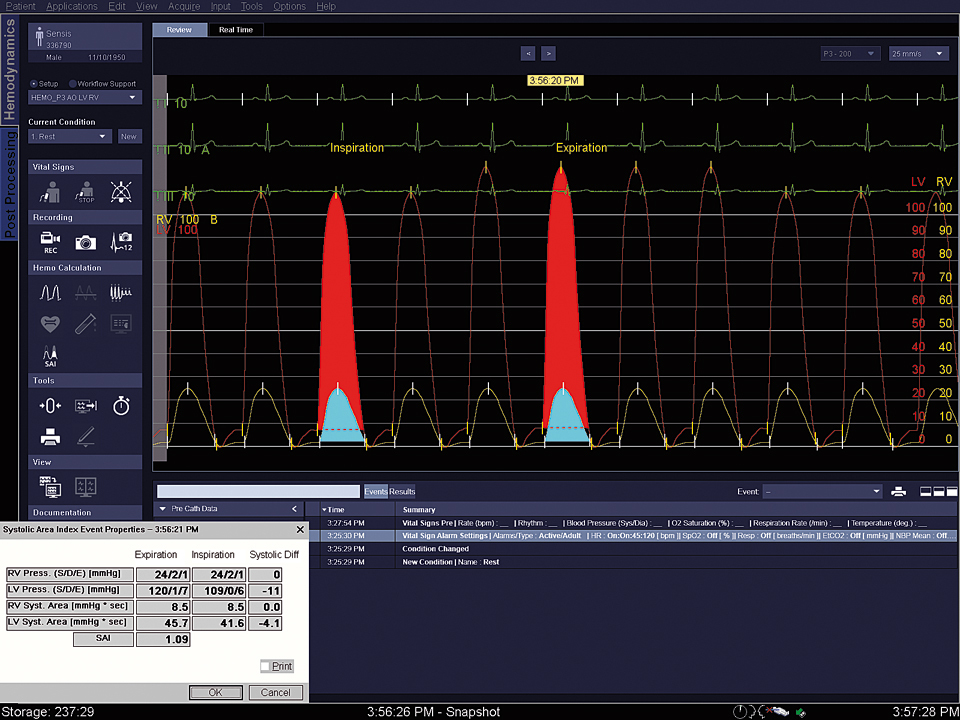 Patient Applications Edit View Acquire Input Tools Options Help
Hemodynamics
Post Processing
Sensis
336790
Male 11/10/1950
Setup Workflow Support
HEMO_P3 AO LV RV
Current Condition
1. Rest New
Vital Signs
STOP
Recording
REC 12
Hemo Calculation
SAI
Tools
View
Documentation
Review Real Time
< >
P3 - 200 25 mm/s
3:56:20 PM
I 10
II 10 A
III 10
Inspiration Expiration
RV 100 B
LV 100
LV RV
100 100
90 90
80 80
70 70
60 60
50 50
40 40
30 30
20 20
10 10
0 0
Events Results Event: --
Pre Cath Data <
Time Summary
3:27:54 PM Vital Signs Pre | Rate (bpm) : __ | Rhythm : __ | Blood Pressure (Sys/Dia) : __ | O2 Saturation (%) : __ | Respiration Rate (/min) : __ | Temperature (deg.) : __
3:25:30 PM Vital Sign Alarm Settings | Alarms/Type : Active/Adult || HR : On:On:45:120 [ bpm ]| SpO2 : Off [ % ]| Resp : Off [ breaths/min ]| EtCO2 : Off [ mmHg ]| NBP Mean : Off...
3:25:29 PM Condition Changed
3:25:29 PM New Condition | Name : Rest
Systolic Area Index Event Properties – 3:56:21 PM X
Expiration Inspiration Systolic Diff
RV Press. (S/D/E) [mmHg] 24/2/1 24/2/1 0
LV Press. (S/D/E) [mmHg] 120/1/7 109/0/6 -11
RV Syst. Area [mmHg * sec] 8.5 8.5 0.0
LV Syst. Area [mmHg * sec] 45.7 41.6 -4.1
SAI 1.09
Print
OK Cancel
Storage: 237:29 3:56:26 PM - Snapshot 3:57:28 PM